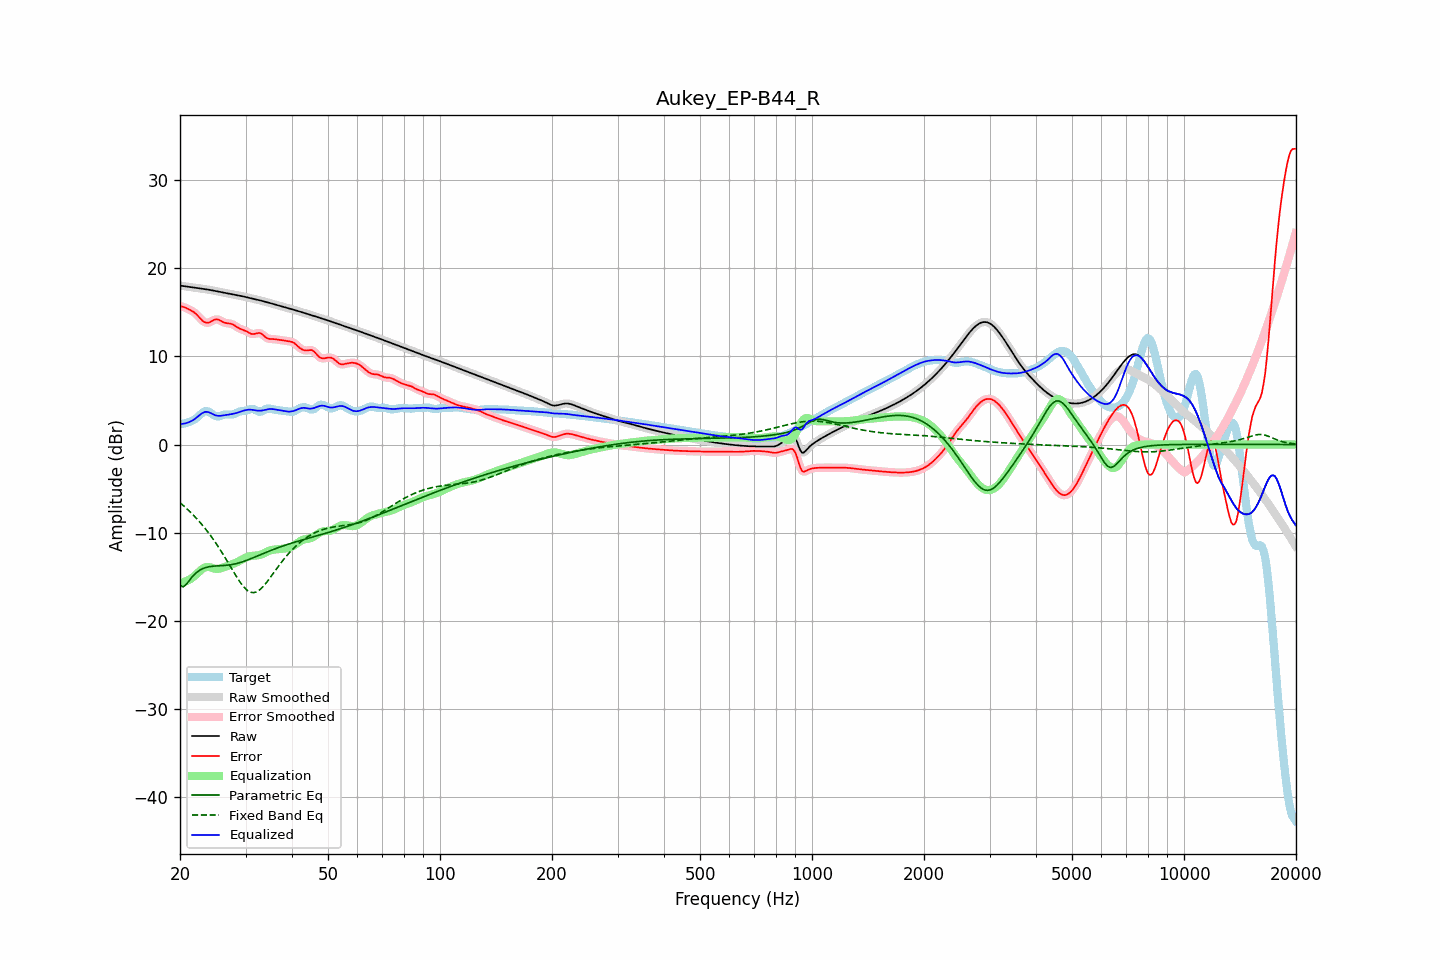 Aukey_EP-B44_R
Amplitude (dBr)
30
20
10
0
−10
−20
−30
−40
Target
Raw Smoothed
Error Smoothed
Raw
Error
Equalization
Parametric Eq
Fixed Band Eq
Equalized
20 50 100 200 500 1000 2000 5000 10000 20000
Frequency (Hz)